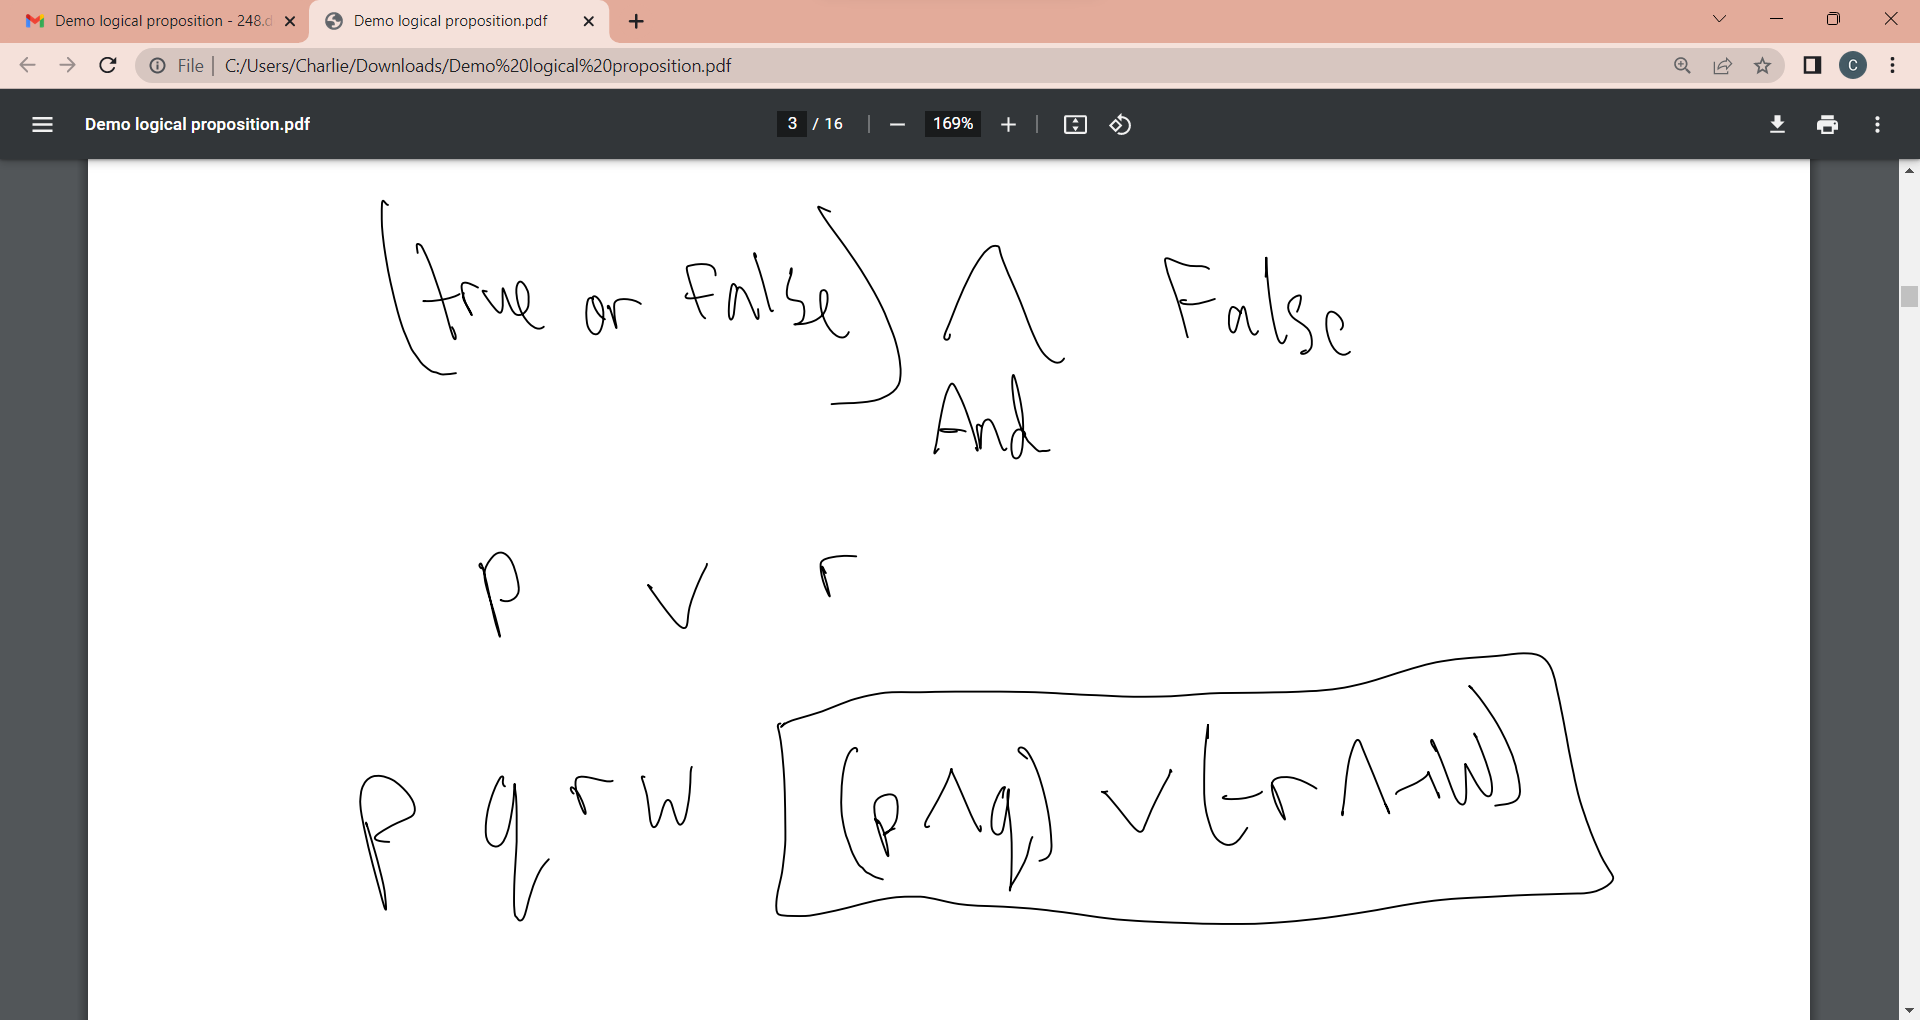 Demo logical proposition - 248.d
Demo logical proposition.pdf
File | C:/Users/Charlie/Downloads/Demo%20logical%20proposition.pdf
C
Demo logical proposition.pdf
3 / 16
169%
(true or False) ∧ False
And
p ∨ r
p q r w (p∧q) ∨ (¬r ∧ ¬w)